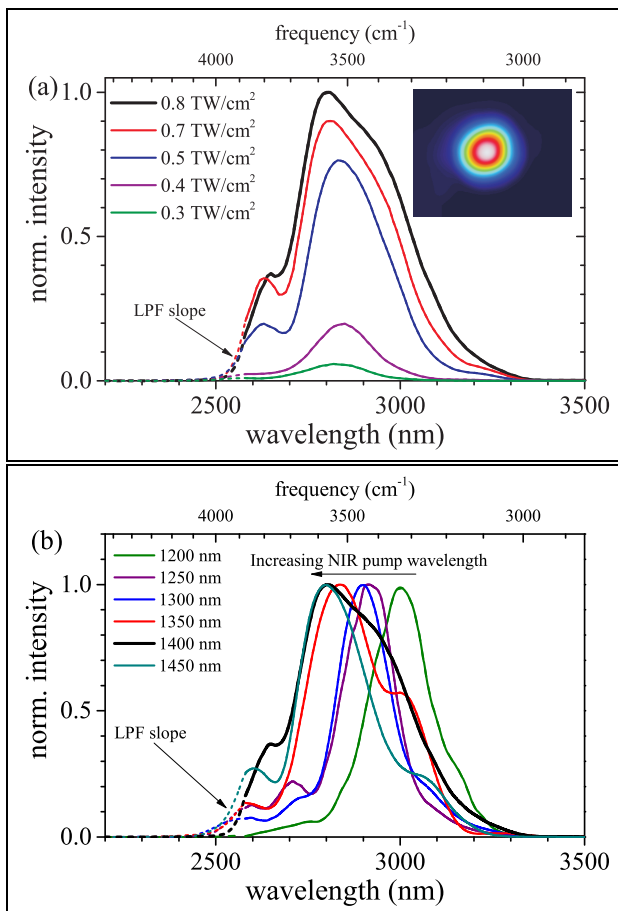 frequency (cm⁻¹)
4000 3500 3000
(a)
0.8 TW/cm²
0.7 TW/cm²
0.5 TW/cm²
0.4 TW/cm²
0.3 TW/cm²
LPF slope
norm. intensity
1.0
0.5
0.0
2500 3000 3500
wavelength (nm)
frequency (cm⁻¹)
4000 3500 3000
(b)
1200 nm
1250 nm
1300 nm
1350 nm
1400 nm
1450 nm
Increasing NIR pump wavelength
LPF slope
norm. intensity
1.0
0.5
0.0
2500 3000 3500
wavelength (nm)